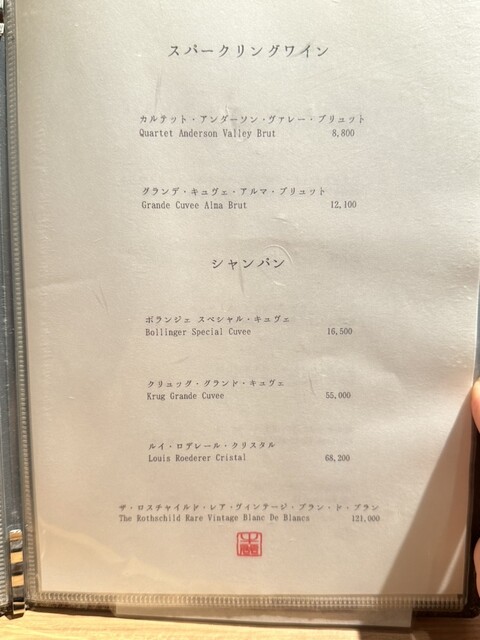 スパークリングワイン
カルテット・アンダーソン・ヴァレー・ブリュット
Quartet Anderson Valley Brut 8,800
グランデ・キュヴェ・アルマ・ブリュット
Grande Cuvee Alma Brut 12,100
シャンパン
ボランジェ スペシャル・キュヴェ
Bollinger Special Cuvee 16,500
クリュッグ・グランド・キュヴェ
Krug Grande Cuvee 55,000
ルイ・ロデレール・クリスタル
Louis Roederer Cristal 68,200
ザ・ロスチャイルド・レア・ヴィンテージ・ブラン・ド・ブラン
The Rothschild Rare Vintage Blanc De Blancs 121,000